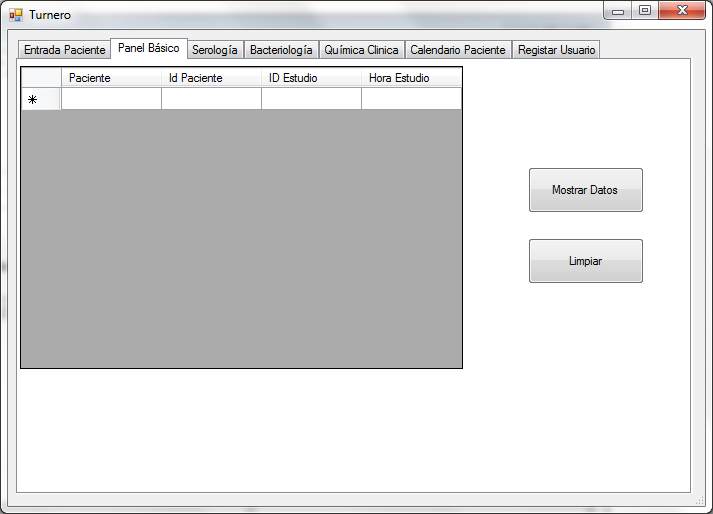 Turnero
Entrada Paciente Panel Básico Serología Bacteriología Química Clinica Calendario Paciente Registar Usuario
Paciente Id Paciente ID Estudio Hora Estudio
Mostrar Datos
Limpiar